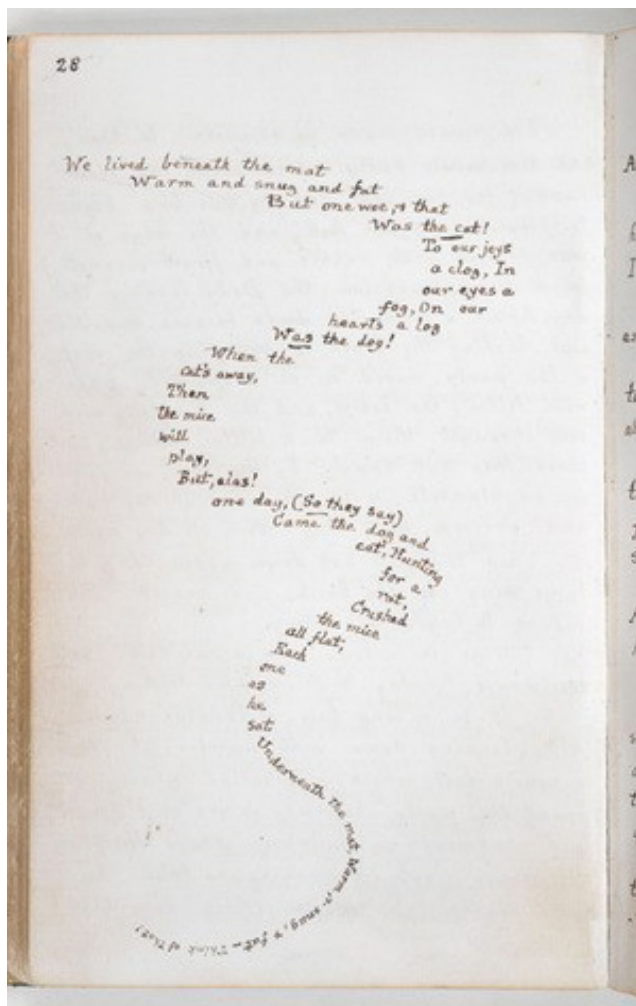 28
We lived beneath the mat
Warm and snug and fat
But one woe, & that
Was the cat!
To our joys
a clog, In
our eyes a
fog, On our
hearts a log
Was the dog!
When the
cat's away,
Then
the mice
will
play,
But, alas!
one day, (So they say)
Came the dog and
cat, Hunting
for a
rat,
Crushed
the mice
all flat,
Each
one
as
he
sat
Underneath the mat, Warm, & snug, & fat– Think of that!